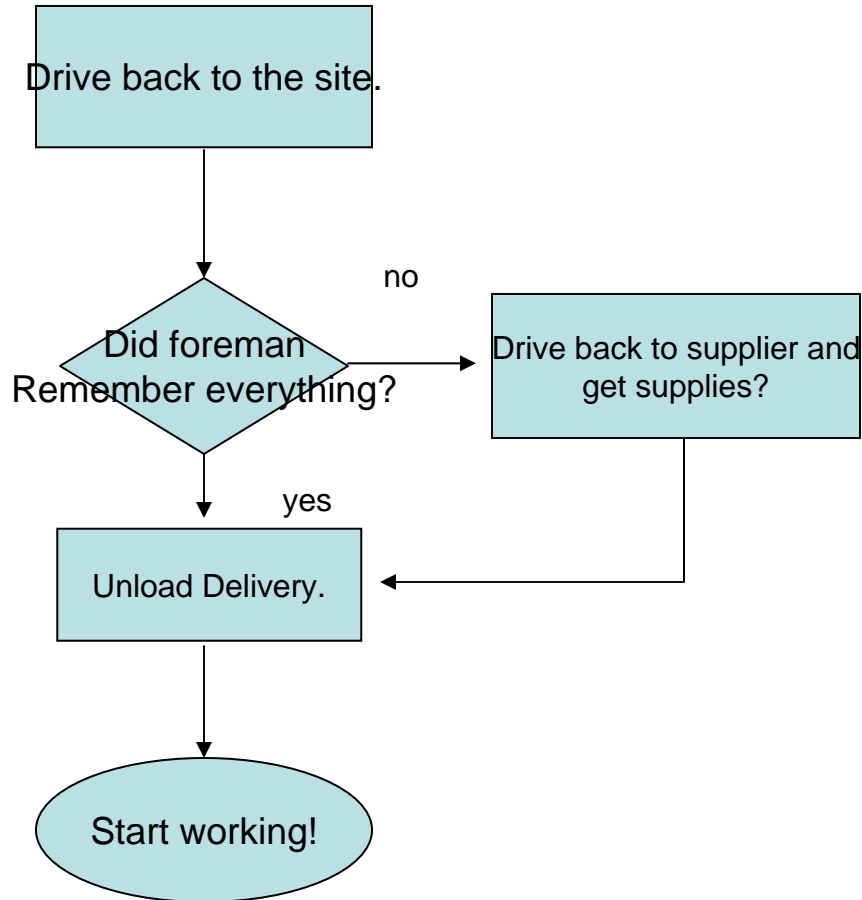 Drive back to the site.
no
Did foreman
Remember everything?
Drive back to supplier and
get supplies?
yes
Unload Delivery.
Start working!